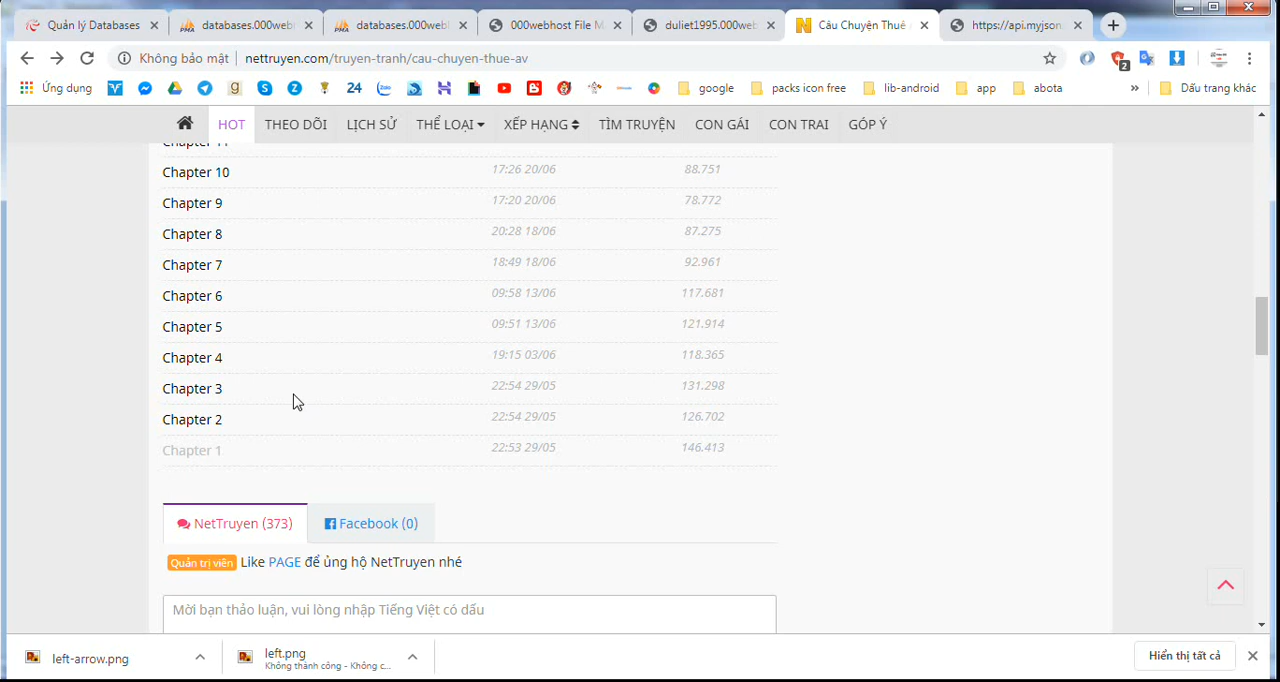 Quản lý Databases
databases.000webl
databases.000webl
000webhost File M
duliet1995.000web
Câu Chuyện Thuê
https://api.myjson
Không bảo mật
nettruyen.com/truyen-tranh/cau-chuyen-thue-av
2
Ứng dụng
24
Zalo
google
packs icon free
lib-android
app
abota
»
Dấu trang khác
HOT
THEO DÕI
LỊCH SỬ
THỂ LOẠI
XẾP HẠNG
TÌM TRUYỆN
CON GÁI
CON TRAI
GÓP Ý
Chapter 11
Chapter 10 17:26 20/06 88.751
Chapter 9 17:20 20/06 78.772
Chapter 8 20:28 18/06 87.275
Chapter 7 18:49 18/06 92.961
Chapter 6 09:58 13/06 117.681
Chapter 5 09:51 13/06 121.914
Chapter 4 19:15 03/06 118.365
Chapter 3 22:54 29/05 131.298
Chapter 2 22:54 29/05 126.702
Chapter 1 22:53 29/05 146.413
NetTruyen (373)
Facebook (0)
Quản trị viên Like PAGE để ủng hộ NetTruyen nhé
Mời bạn thảo luận, vui lòng nhập Tiếng Việt có dấu
left-arrow.png
left.png
Không thành công - Không c...
Hiển thị tất cả